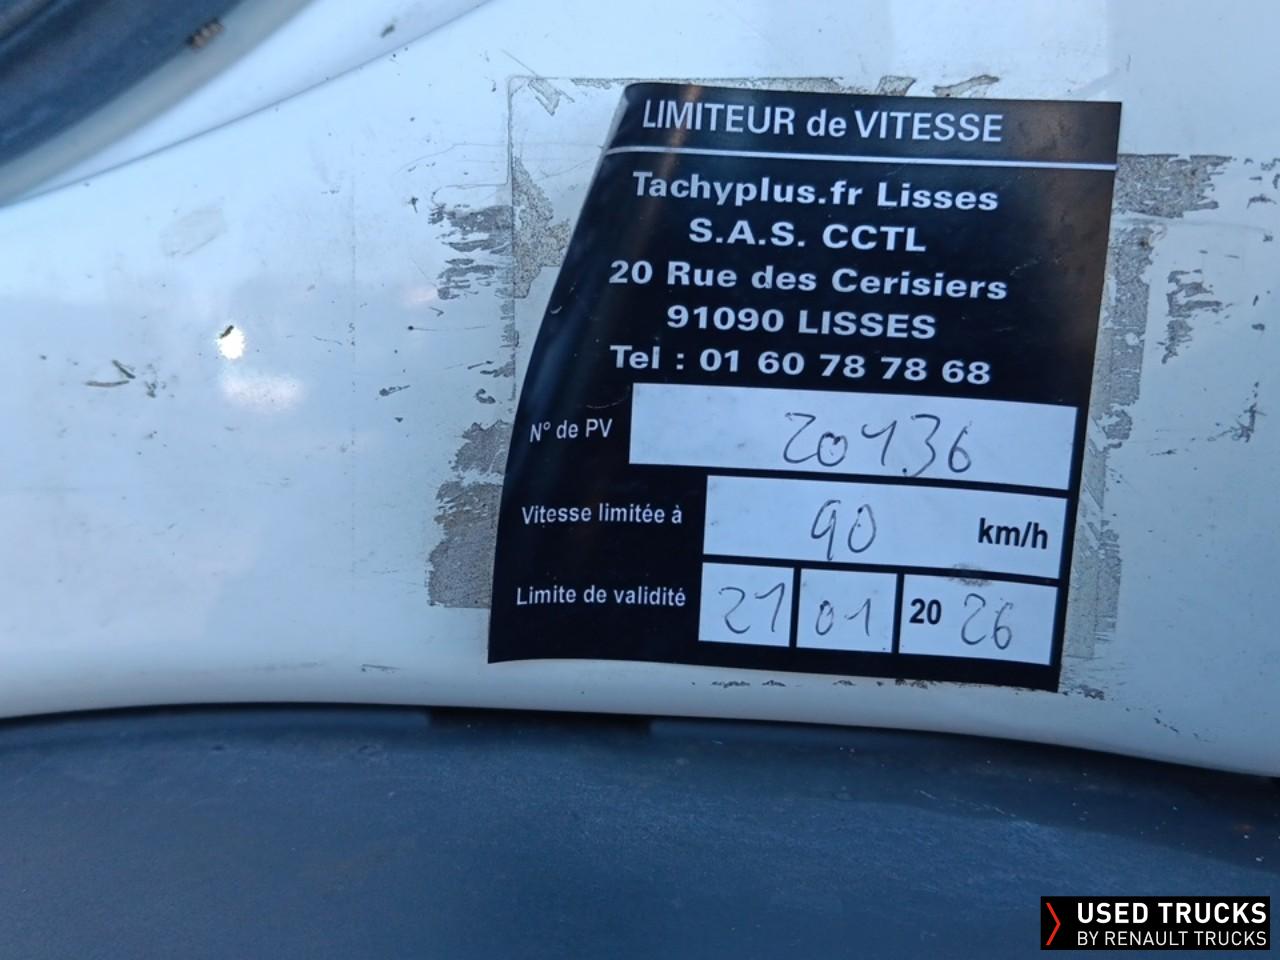 LIMITEUR de VITESSE
Tachyplus.fr Lisses
S.A.S. CCTL
20 Rue des Cerisiers
91090 LISSES
Tel : 01 60 78 78 68
N° de PV 20136
Vitesse limitée à 90 km/h
Limite de validité 21 01 20 26
USED TRUCKS
BY RENAULT TRUCKS